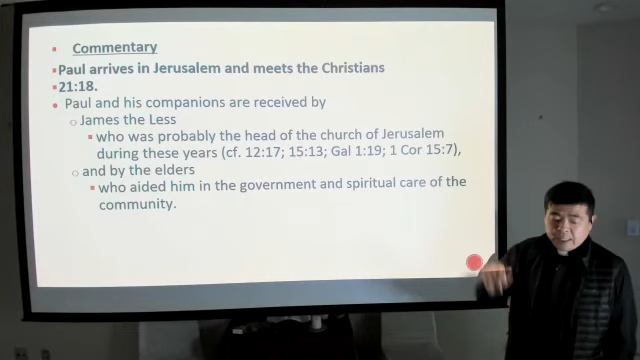 Commentary
Paul arrives in Jerusalem and meets the Christians
21:18.
Paul and his companions are received by
James the Less
who was probably the head of the church of Jerusalem
during these years (cf. 12:17; 15:13; Gal 1:19; 1 Cor 15:7),
and by the elders
who aided him in the government and spiritual care of the
community.